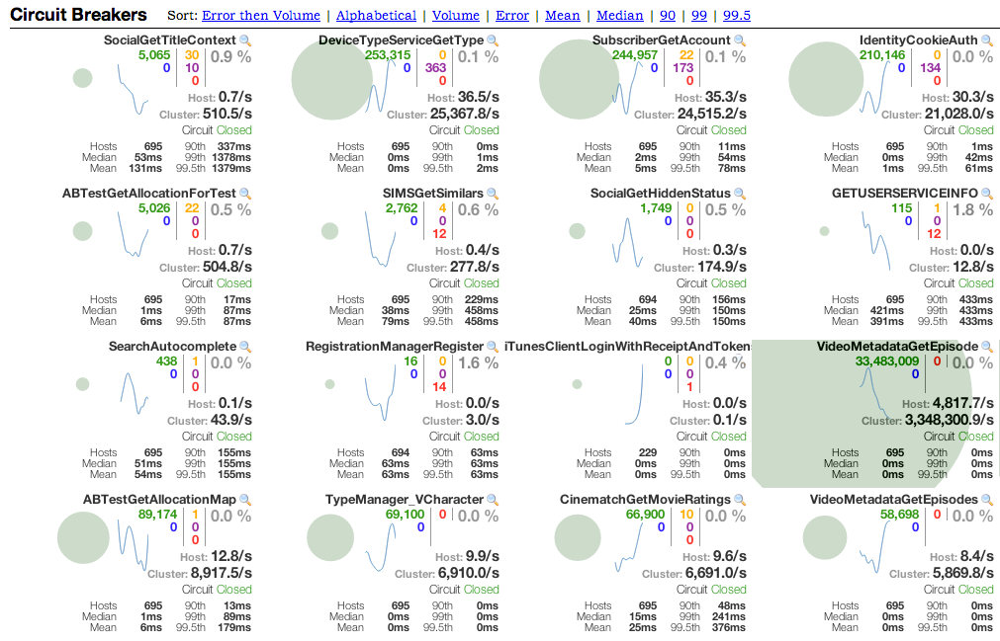 Circuit Breakers Sort: Error then Volume | Alphabetical | Volume | Error | Mean | Median | 90 | 99 | 99.5
SocialGetTitleContext
5,065 30 0.9 %
0 10
0
Host: 0.7/s
Cluster: 510.5/s
Circuit Closed
Hosts 695 90th 337ms
Median 53ms 99th 1378ms
Mean 131ms 99.5th 1379ms
DeviceTypeServiceGetType
253,315 0 0.1 %
0 363
0
Host: 36.5/s
Cluster: 25,367.8/s
Circuit Closed
Hosts 695 90th 0ms
Median 0ms 99th 1ms
Mean 0ms 99.5th 2ms
SubscriberGetAccount
244,957 22 0.1 %
0 173
0
Host: 35.3/s
Cluster: 24,515.2/s
Circuit Closed
Hosts 695 90th 11ms
Median 2ms 99th 54ms
Mean 5ms 99.5th 78ms
IdentityCookieAuth
210,146 0 0.0 %
0 134
0
Host: 30.3/s
Cluster: 21,028.0/s
Circuit Closed
Hosts 695 90th 1ms
Median 0ms 99th 42ms
Mean 1ms 99.5th 61ms
ABTestGetAllocationForTest
5,026 22 0.5 %
0 0
0
Host: 0.7/s
Cluster: 504.8/s
Circuit Closed
Hosts 695 90th 17ms
Median 1ms 99th 87ms
Mean 6ms 99.5th 87ms
SIMSGetSimilars
2,762 4 0.6 %
0 0
12
Host: 0.4/s
Cluster: 277.8/s
Circuit Closed
Hosts 695 90th 229ms
Median 38ms 99th 458ms
Mean 79ms 99.5th 458ms
SocialGetHiddenStatus
1,749 0 0.5 %
0 0
0
Host: 0.3/s
Cluster: 174.9/s
Circuit Closed
Hosts 694 90th 156ms
Median 25ms 99th 150ms
Mean 40ms 99.5th 150ms
GETUSERSERVICEINFO
115 1 1.8 %
0 0
12
Host: 0.0/s
Cluster: 12.8/s
Circuit Closed
Hosts 695 90th 433ms
Median 421ms 99th 433ms
Mean 391ms 99.5th 433ms
SearchAutocomplete
438 1 0.0 %
0 0
0
Host: 0.1/s
Cluster: 43.9/s
Circuit Closed
Hosts 695 90th 155ms
Median 51ms 99th 155ms
Mean 54ms 99.5th 155ms
RegistrationManagerRegister
16 0 1.6 %
0 0
14
Host: 0.0/s
Cluster: 3.0/s
Circuit Closed
Hosts 694 90th 63ms
Median 63ms 99th 63ms
Mean 63ms 99.5th 63ms
iTunesClientLoginWithReceiptAndToken
0 0 0.4 %
0 0
1
Host: 0.0/s
Cluster: 0.1/s
Circuit Closed
Hosts 229 90th 0ms
Median 0ms 99th 0ms
Mean 0ms 99.5th 0ms
VideoMetadataGetEpisode
33,483,009 0 0.0 %
0
Host: 4,817.7/s
Cluster: 3,348,300.9/s
Circuit Closed
Hosts 695 90th 0ms
Median 0ms 99th 0ms
Mean 0ms 99.5th 0ms
ABTestGetAllocationMap
89,174 1 0.0 %
0 0
0
Host: 12.8/s
Cluster: 8,917.5/s
Circuit Closed
Hosts 695 90th 13ms
Median 1ms 99th 89ms
Mean 6ms 99.5th 179ms
TypeManager_VCharacter
69,100 0 0.0 %
0
Host: 9.9/s
Cluster: 6,910.0/s
Circuit Closed
Hosts 695 90th 0ms
Median 0ms 99th 0ms
Mean 0ms 99.5th 0ms
CinematchGetMovieRatings
66,900 10 0.0 %
0 0
0
Host: 9.6/s
Cluster: 6,691.0/s
Circuit Closed
Hosts 695 90th 48ms
Median 15ms 99th 241ms
Mean 25ms 99.5th 376ms
VideoMetadataGetEpisodes
58,698 0 0.0 %
0
Host: 8.4/s
Cluster: 5,869.8/s
Circuit Closed
Hosts 695 90th 0ms
Median 0ms 99th 0ms
Mean 0ms 99.5th 0ms